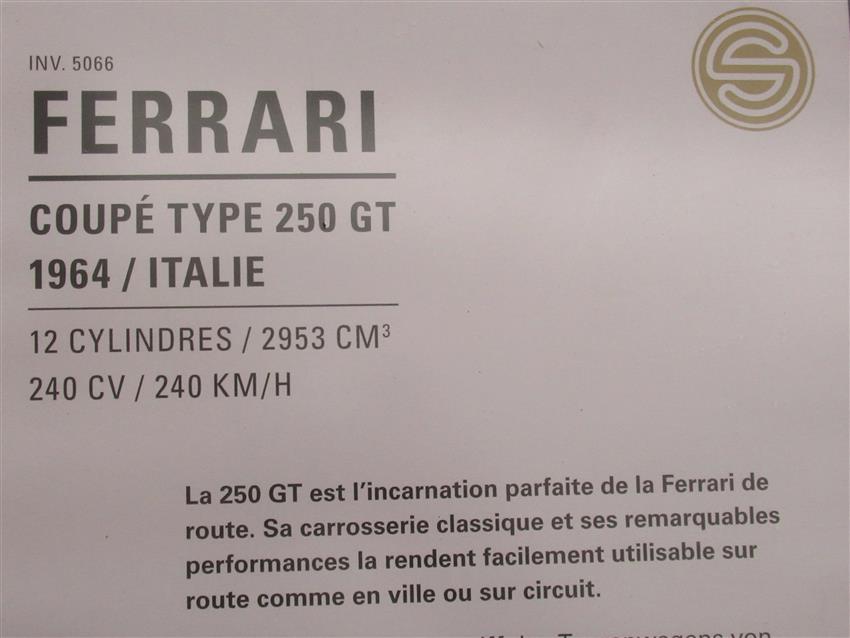 INV. 5066
FERRARI
COUPÉ TYPE 250 GT
1964 / ITALIE
12 CYLINDRES / 2953 CM³
240 CV / 240 KM/H
La 250 GT est l’incarnation parfaite de la Ferrari de
route. Sa carrosserie classique et ses remarquables
performances la rendent facilement utilisable sur
route comme en ville ou sur circuit.
von